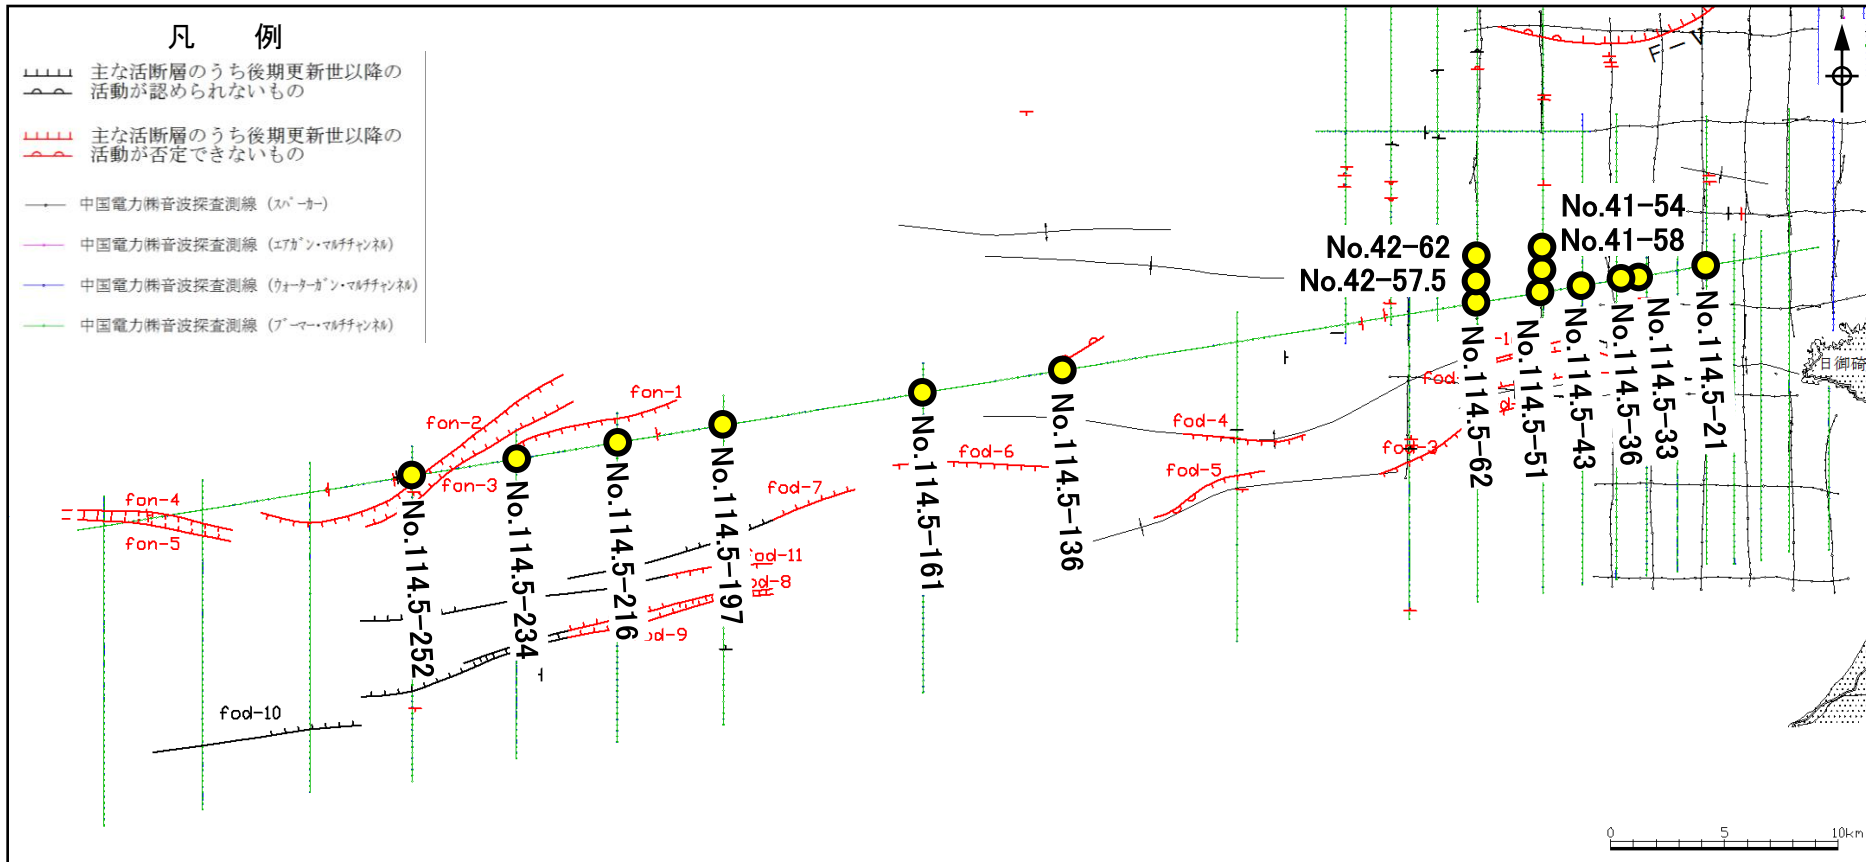 凡 例
主な活断層のうち後期更新世以降の
活動が認められないもの
主な活断層のうち後期更新世以降の
活動が否定できないもの
中国電力㈱音波探査測線 (ｽﾊﾟｰｶｰ)
中国電力㈱音波探査測線 (ｴｱｶﾞﾝ・ﾏﾙﾁﾁｬﾝﾈﾙ)
中国電力㈱音波探査測線 (ｳｫｰﾀｰｶﾞﾝ・ﾏﾙﾁﾁｬﾝﾈﾙ)
中国電力㈱音波探査測線 (ﾌﾞｰﾏｰ・ﾏﾙﾁﾁｬﾝﾈﾙ)
F-V
No.41-54
No.41-58
No.42-62
No.42-57.5
No.114.5-252
No.114.5-234
No.114.5-216
No.114.5-197
No.114.5-161
No.114.5-136
No.114.5-62
No.114.5-51
No.114.5-43
No.114.5-36
No.114.5-33
No.114.5-21
日御碕
fon-1
fon-2
fon-3
fon-4
fon-5
fod-3
fod-4
fod-5
fod-6
fod-7
fod-10
0 5 10km